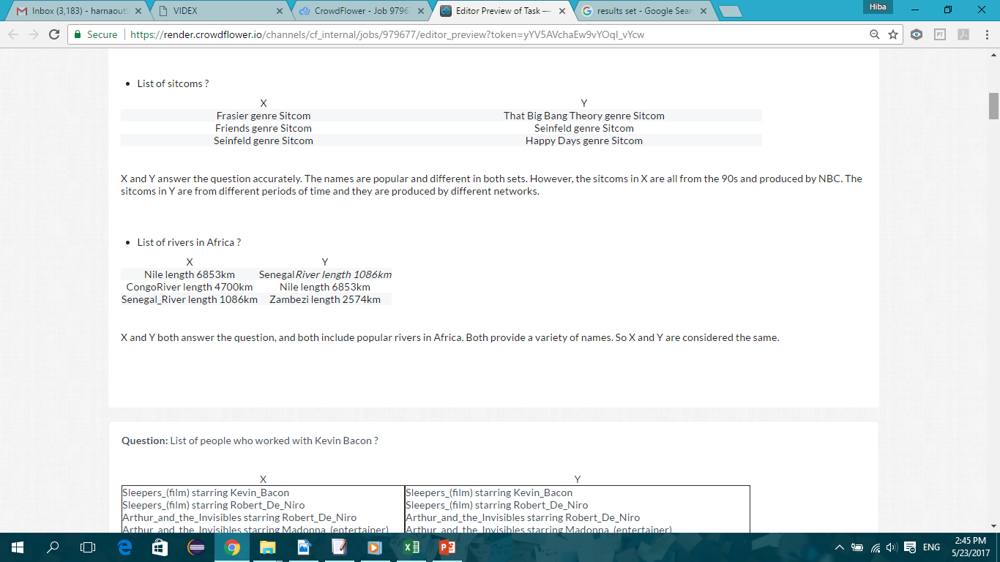 Inbox (3,183) - harnaout9
VIDEX
CrowdFlower - Job 97967
Editor Preview of Task —
results set - Google Sear
Hiba
Secure https://render.crowdflower.io/channels/cf_internal/jobs/979677/editor_preview?token=yYV5AVchaEw9vYOqI_vYcw
• List of sitcoms ?
X Y
Frasier genre Sitcom That Big Bang Theory genre Sitcom
Friends genre Sitcom Seinfeld genre Sitcom
Seinfeld genre Sitcom Happy Days genre Sitcom
X and Y answer the question accurately. The names are popular and different in both sets. However, the sitcoms in X are all from the 90s and produced by NBC. The
sitcoms in Y are from different periods of time and they are produced by different networks.
• List of rivers in Africa ?
X Y
Nile length 6853km SenegalRiver length 1086km
CongoRiver length 4700km Nile length 6853km
Senegal_River length 1086km Zambezi length 2574km
X and Y both answer the question, and both include popular rivers in Africa. Both provide a variety of names. So X and Y are considered the same.
Question: List of people who worked with Kevin Bacon ?
X Y
Sleepers_(film) starring Kevin_Bacon Sleepers_(film) starring Kevin_Bacon
Sleepers_(film) starring Robert_De_Niro Sleepers_(film) starring Robert_De_Niro
Arthur_and_the_Invisibles starring Robert_De_Niro Arthur_and_the_Invisibles starring Robert_De_Niro
Arthur_and_the_Invisibles starring Madonna_(entertainer) Arthur_and_the_Invisibles starring Madonna_(entertainer)
ENG
2:45 PM
5/23/2017